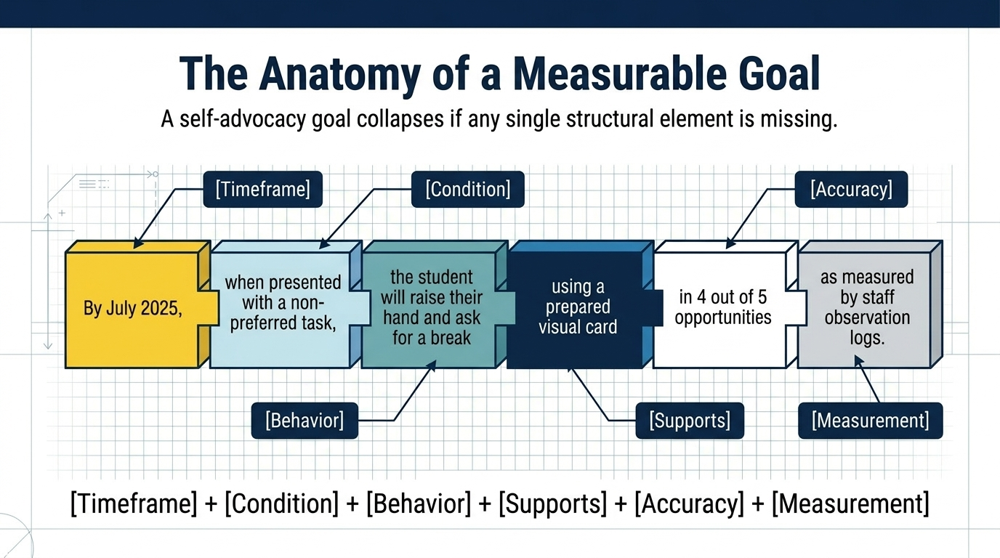 The Anatomy of a Measurable Goal
A self-advocacy goal collapses if any single structural element is missing.
[Timeframe]
[Condition]
[Accuracy]
By July 2025,
when presented
with a non-
preferred task,
the student
will raise their
hand and ask
for a break
using a
prepared
visual card
in 4 out of 5
opportunities
as measured
by staff
observation
logs.
[Behavior]
[Supports]
[Measurement]
[Timeframe] + [Condition] + [Behavior] + [Supports] + [Accuracy] + [Measurement]